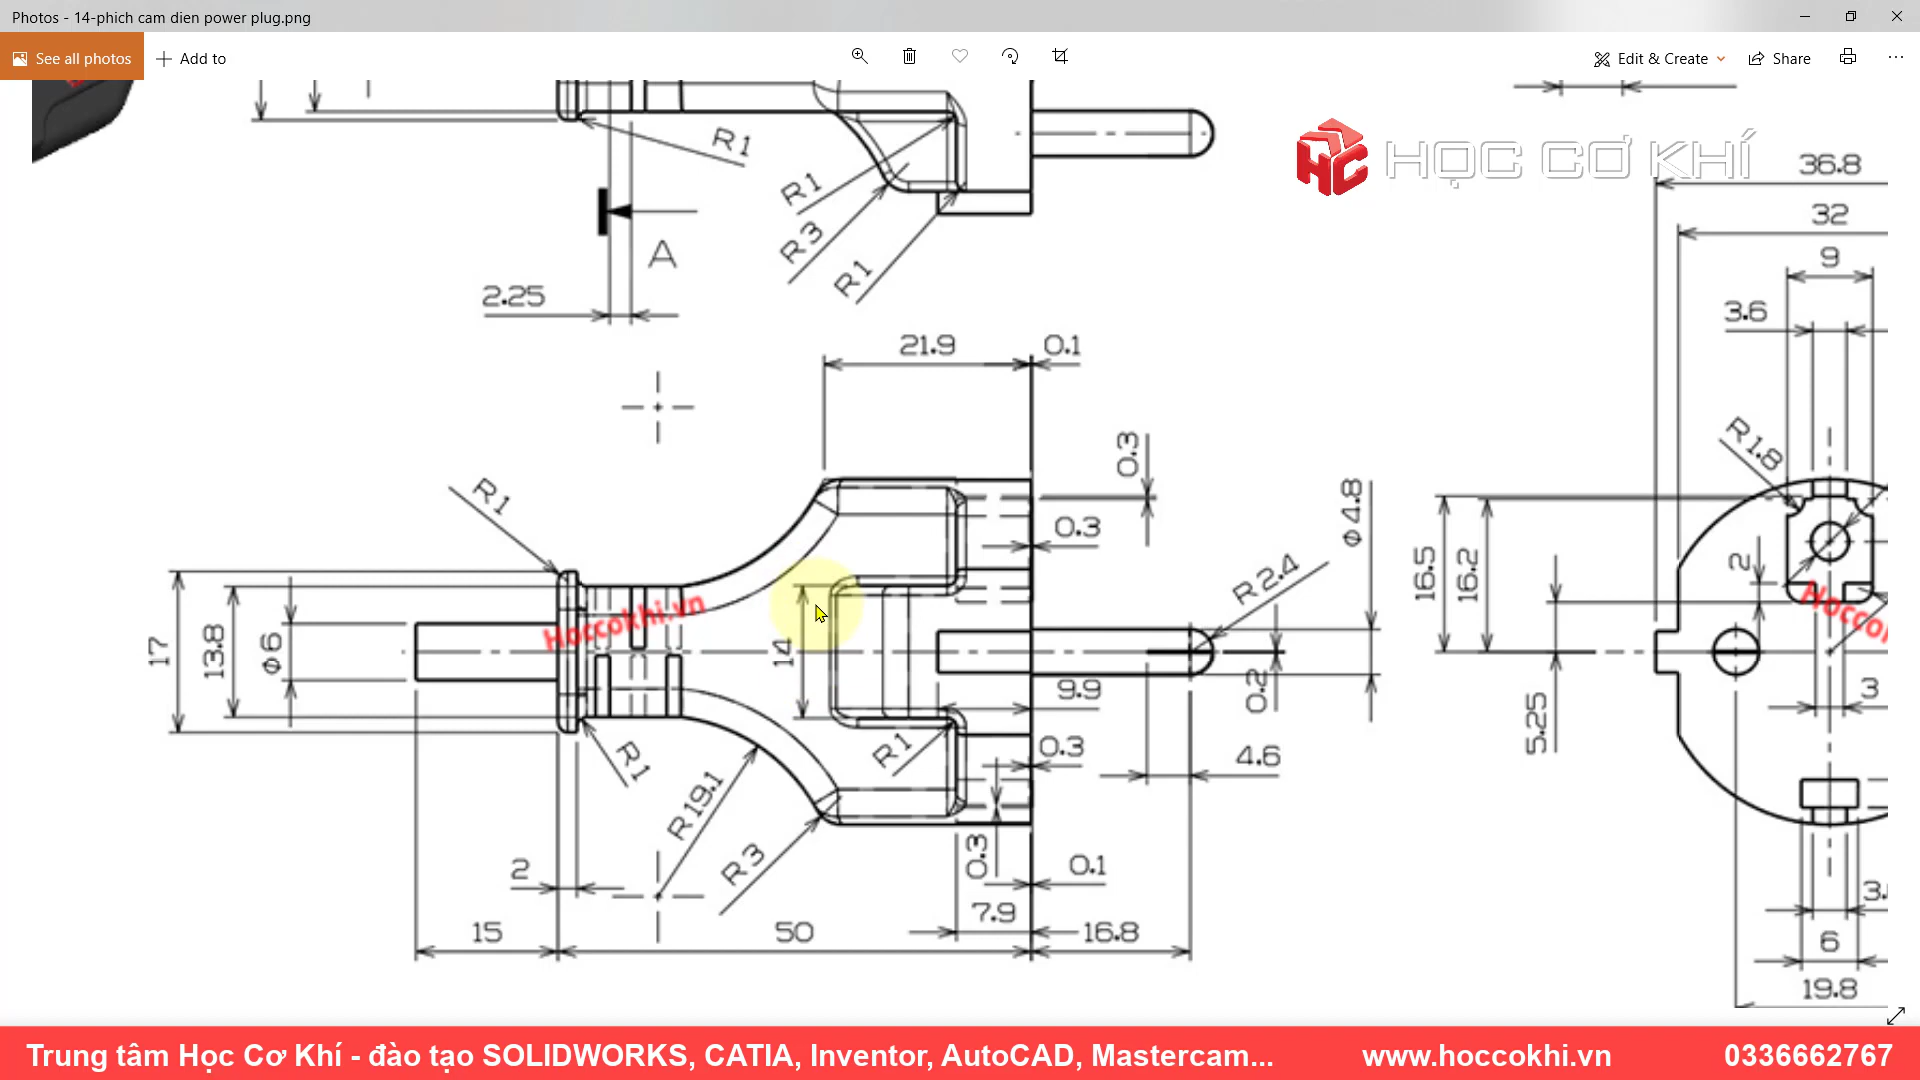 Photos - 14-phich cam dien power plug.png
See all photos
Add to
Edit & Create
Share
HC HỌC CƠ KHÍ
36.8
32
9
3.6
R1
R1
R3
R1
A
2.25
21.9
0.1
0.3
0.3
R1
Φ4.8
R2.4
R1.8
16.5
16.2
2
17
13.8
Φ6
Hoccokhi.vn
14
9.9
0.2
5.25
3
Hocco
R1
R19.1
R3
R1
0.3
4.6
0.3
0.1
2
7.9
15
50
16.8
3.
6
19.8
Trung tâm Học Cơ Khí - đào tạo SOLIDWORKS, CATIA, Inventor, AutoCAD, Mastercam... www.hoccokhi.vn 0336662767